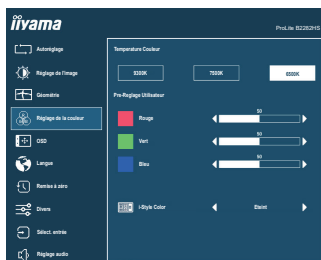 iiyama
ProLite B2282HS
Autoréglage
Réglage de l'image
Géométrie
Réglage de la couleur
OSD
Langue
Remise à zéro
Divers
Sélect. entrée
Réglage audio
Temperature Couleur
9300K
7500K
6500K
Pre-Reglage Utilisateur
Rouge
50
Vert
50
Bleu
50
i-Style Color
Eteint